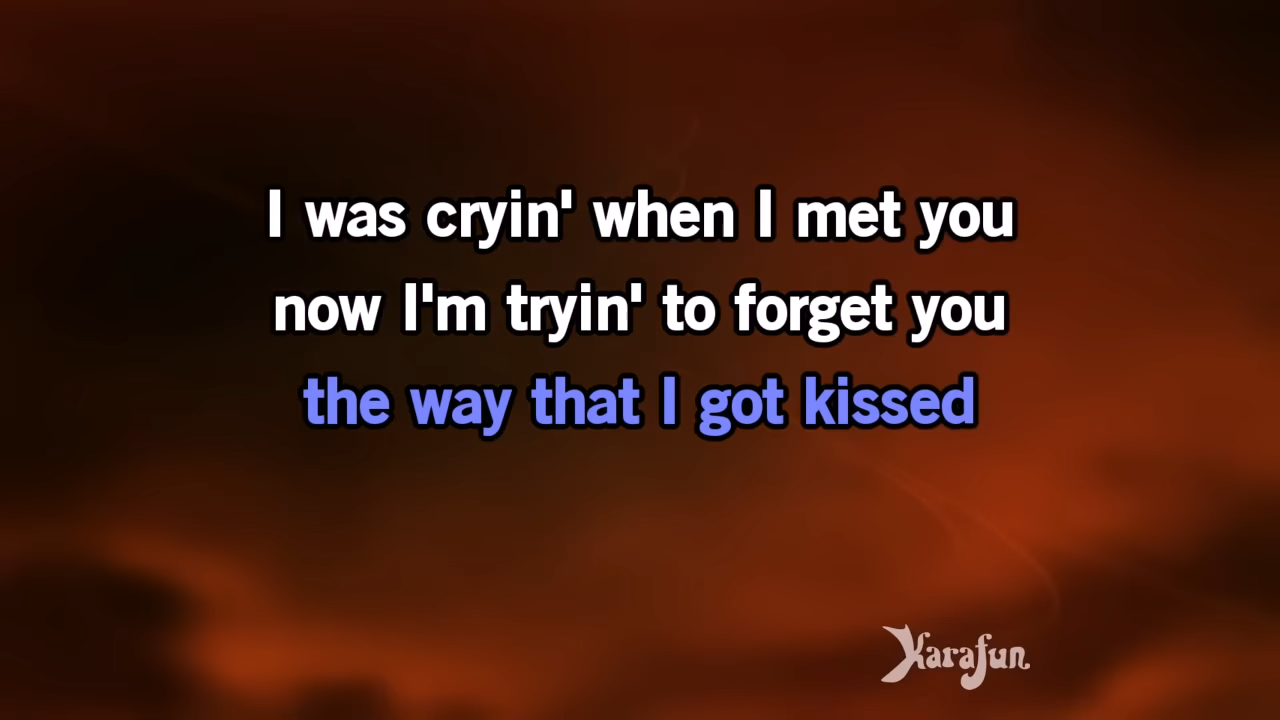 I was cryin' when I met you
now I'm tryin' to forget you
the way that I got kissed
Karafun